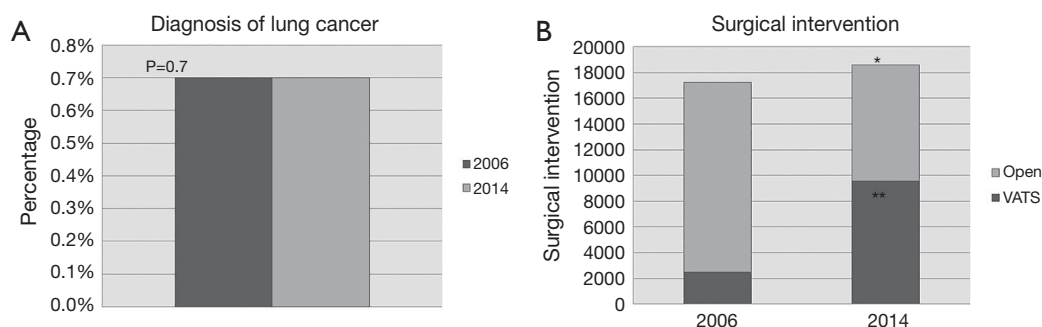 A
Diagnosis of lung cancer
Percentage
0.8%
0.7%
0.6%
0.5%
0.4%
0.3%
0.2%
0.1%
0.0%
P=0.7
2006
2014
B
Surgical intervention
Surgical intervention
20000
18000
16000
14000
12000
10000
8000
6000
4000
2000
0
*
**
2006
2014
Open
VATS